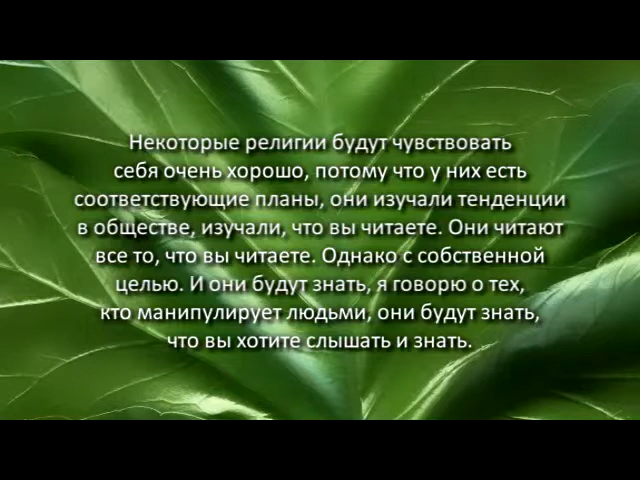 Некоторые религии будут чувствовать
себя очень хорошо, потому что у них есть
соответствующие планы, они изучали тенденции
в обществе, изучали, что вы читаете. Они читают
все то, что вы читаете. Однако с собственной
целью. И они будут знать, я говорю о тех,
кто манипулирует людьми, они будут знать,
что вы хотите слышать и знать.